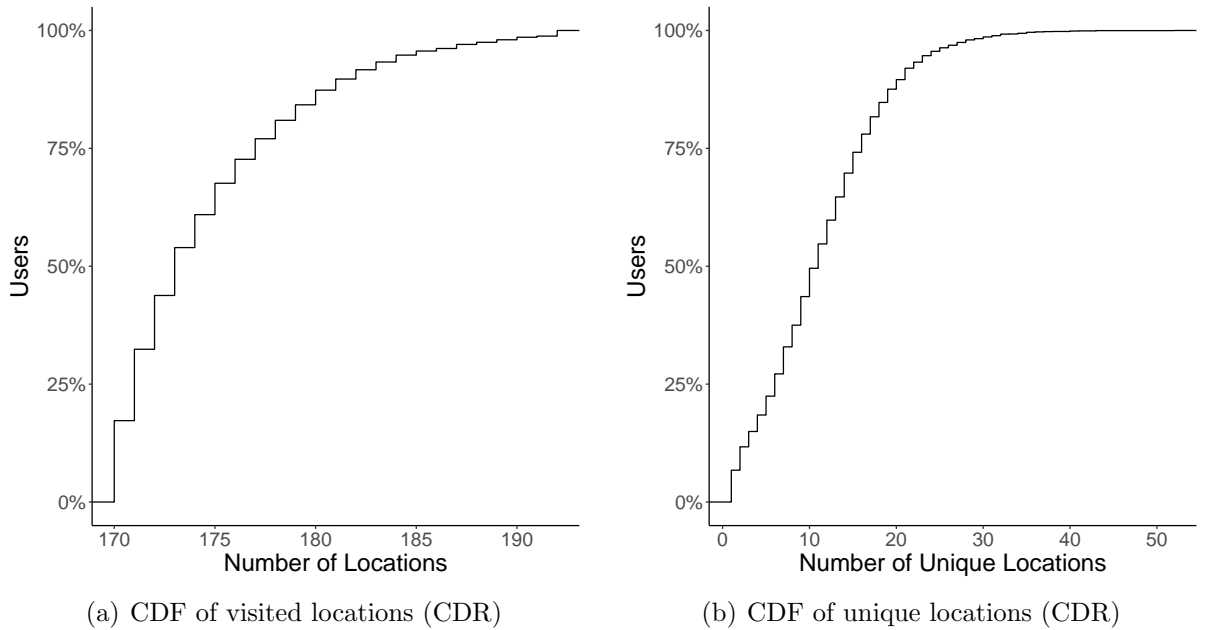 100%
75%
50%
25%
0%
Users
170 175 180 185 190
Number of Locations
(a) CDF of visited locations (CDR)
100%
75%
50%
25%
0%
Users
0 10 20 30 40 50
Number of Unique Locations
(b) CDF of unique locations (CDR)